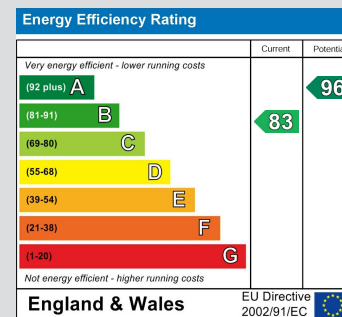 Energy Efficiency Rating
Current
Potentia
Very energy efficient - lower running costs
(92 plus) A
96
(81-91) B
83
(69-80) C
(55-68) D
(39-54) E
(21-38) F
(1-20) G
Not energy efficient - higher running costs
England & Wales
EU Directive
2002/91/EC